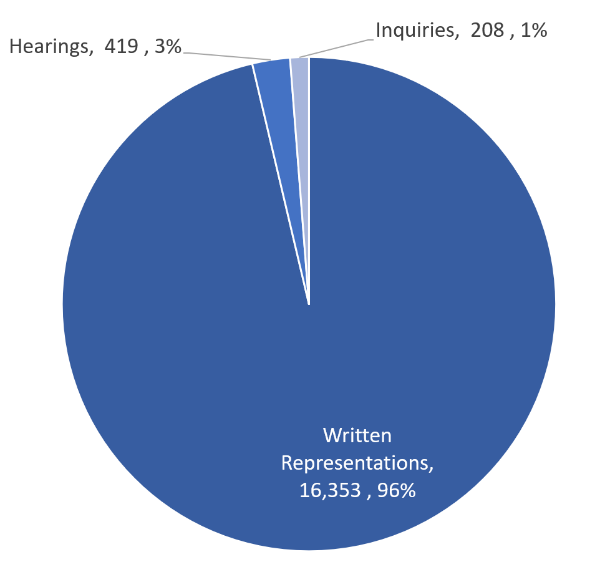 Inquiries,  208 , 1%
Hearings,  419 , 3%
Written
Representations,
16,353 , 96%